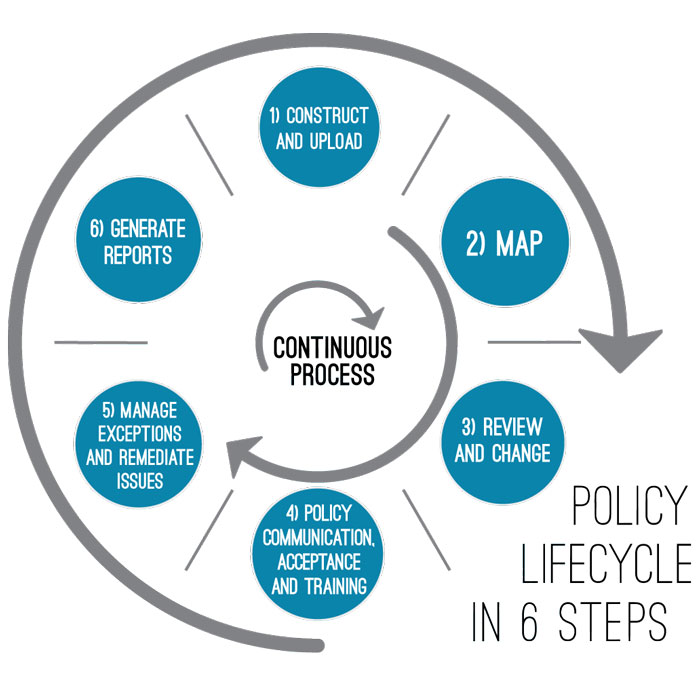 1) CONSTRUCT
AND UPLOAD
2) MAP
3) REVIEW
AND CHANGE
4) POLICY
COMMUNICATION,
ACCEPTANCE
AND TRAINING
5) MANAGE
EXCEPTIONS
AND REMEDIATE
ISSUES
6) GENERATE
REPORTS
CONTINUOUS
PROCESS
POLICY
LIFECYCLE
IN 6 STEPS